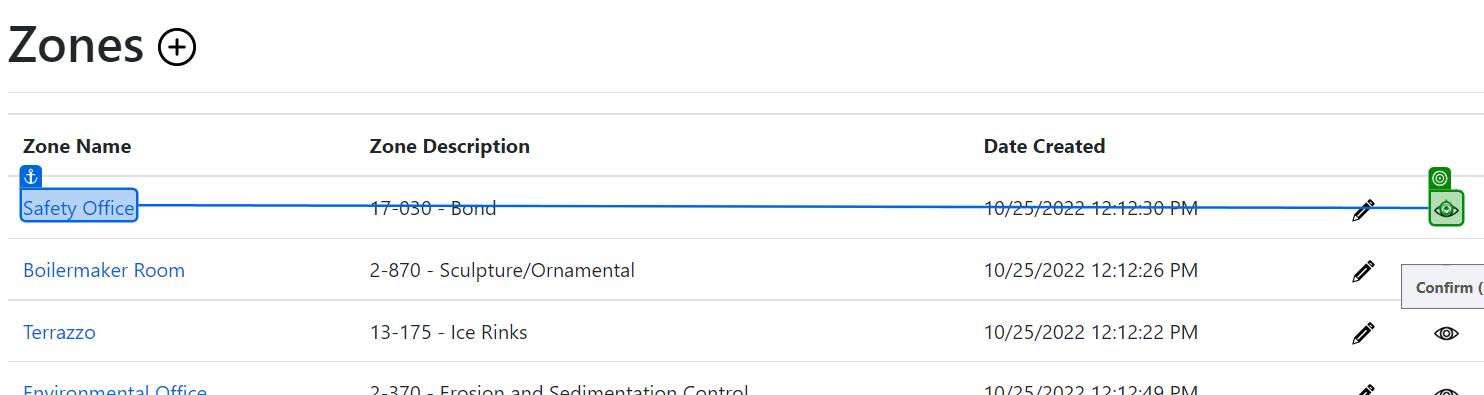 Zones
Zone Name Zone Description Date Created
Safety Office 17-030 - Bond 10/25/2022 12:12:30 PM
Boilermaker Room 2-870 - Sculpture/Ornamental 10/25/2022 12:12:26 PM
Confirm (
Terrazzo 13-175 - Ice Rinks 10/25/2022 12:12:22 PM
Environmental Office 2-370 - Erosion and Sedimentation Control 10/25/2022 12:12:49 PM